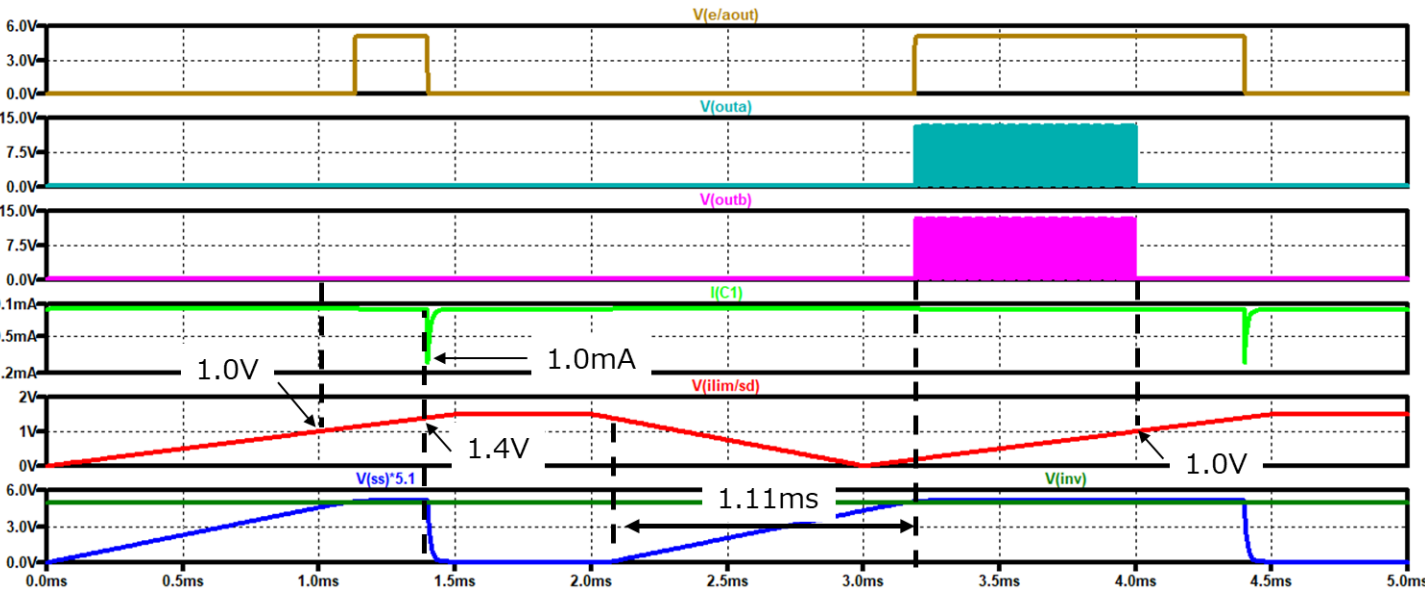 V(e/aout)
6.0V
3.0V
0.0V
V(outa)
15.0V
7.5V
0.0V
V(outb)
15.0V
7.5V
0.0V
I(C1)
0.1mA
0.5mA
.2mA
1.0mA
1.0V
V(ilim/sd)
2V
1V
0V
1.4V
1.0V
V(ss)*5.1 V(inv)
6.0V
3.0V
0.0V
1.11ms
0.0ms 0.5ms 1.0ms 1.5ms 2.0ms 2.5ms 3.0ms 3.5ms 4.0ms 4.5ms 5.0ms